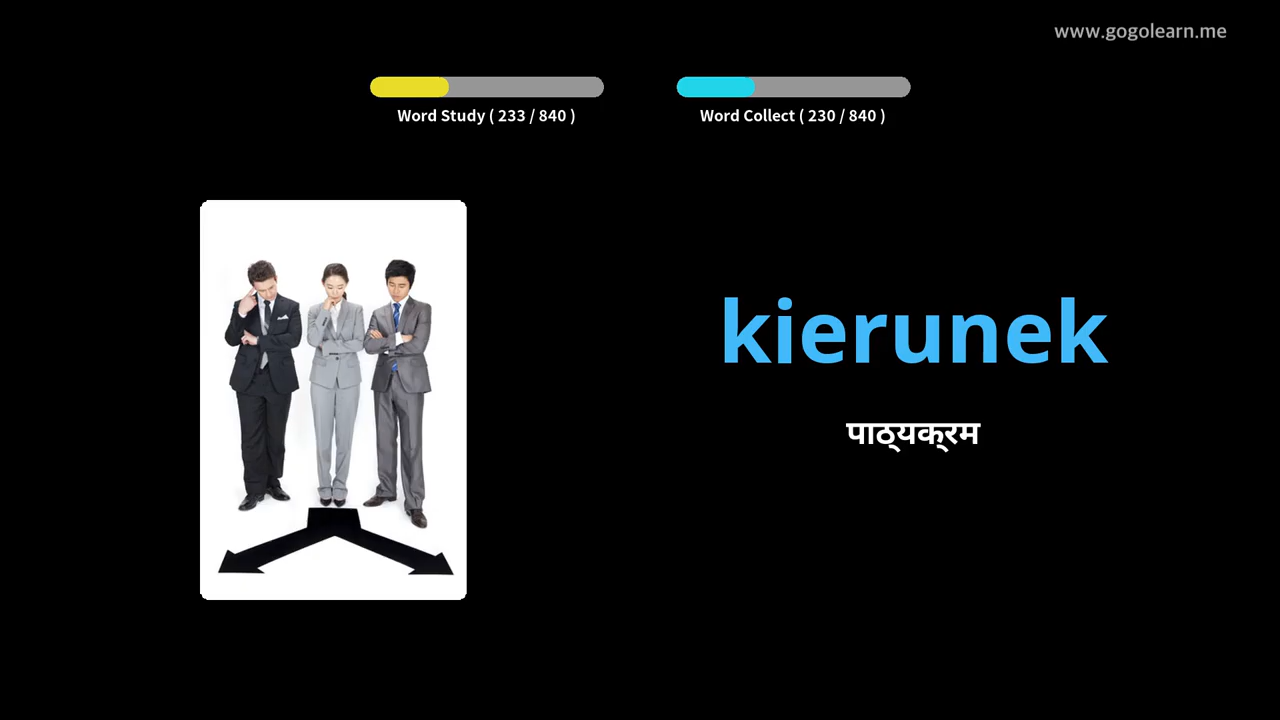 www.gogolearn.me
Word Study ( 233 / 840 )
Word Collect ( 230 / 840 )
kierunek
पाठ्यक्रम